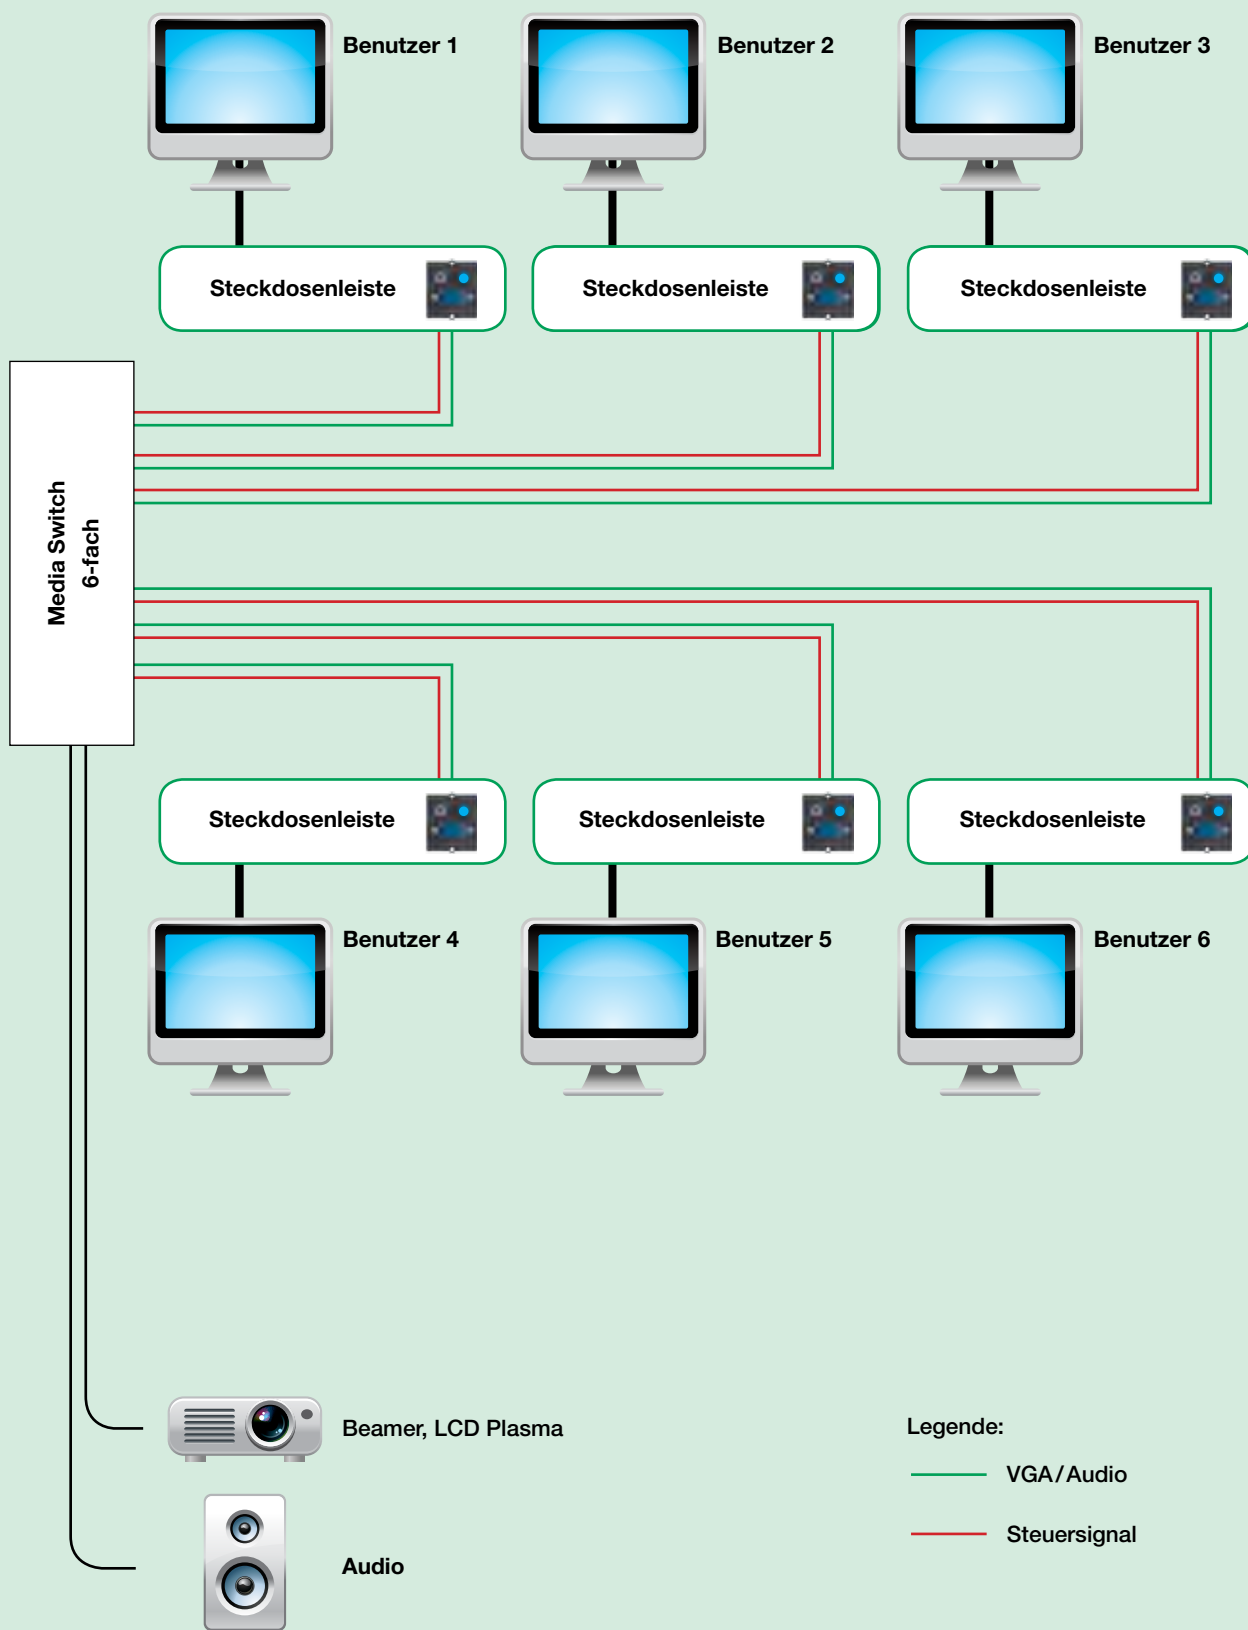 Benutzer 1
Benutzer 2
Benutzer 3
Steckdosenleiste
Steckdosenleiste
Steckdosenleiste
Media Switch
6-fach
Steckdosenleiste
Steckdosenleiste
Steckdosenleiste
Benutzer 4
Benutzer 5
Benutzer 6
Beamer, LCD Plasma
Audio
Legende:
VGA/Audio
Steuersignal